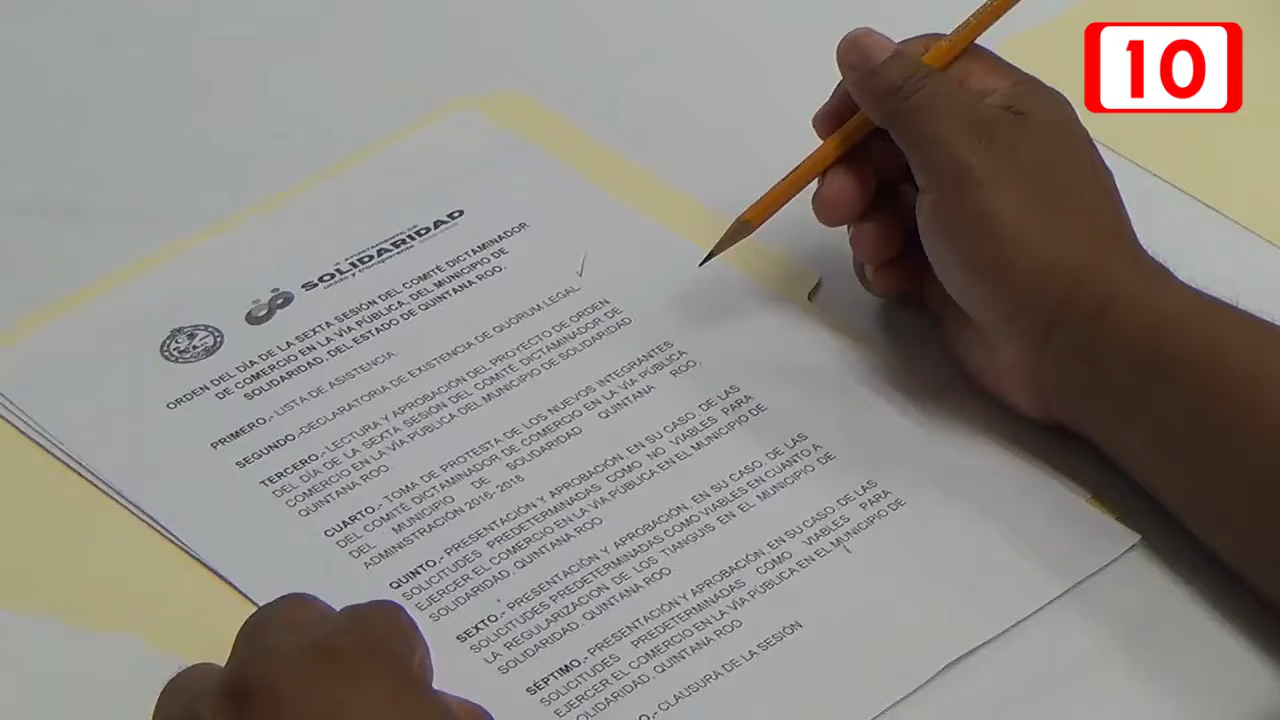 10
H. AYUNTAMIENTO DE
SOLIDARIDAD
unido y transparente
ORDEN DEL DÍA DE LA SEXTA SESIÓN DEL COMITÉ DICTAMINADOR
DE COMERCIO EN LA VÍA PÚBLICA, DEL MUNICIPIO DE
SOLIDARIDAD, DEL ESTADO DE QUINTANA ROO.
PRIMERO.- LISTA DE ASISTENCIA.
SEGUNDO.-DECLARATORIA DE EXISTENCIA DE QUÓRUM LEGAL
TERCERO.- LECTURA Y APROBACIÓN DEL PROYECTO DE ORDEN
DEL DÍA DE LA SEXTA SESIÓN DEL COMITÉ DICTAMINADOR DE
COMERCIO EN LA VÍA PÚBLICA DEL MUNICIPIO DE SOLIDARIDAD
QUINTANA ROO.
CUARTO.- TOMA DE PROTESTA DE LOS NUEVOS INTEGRANTES
DEL COMITÉ DICTAMINADOR DE COMERCIO EN LA VÍA PÚBLICA
DEL MUNICIPIO DE SOLIDARIDAD QUINTANA ROO.
ADMINISTRACIÓN 2016-2018
QUINTO.- PRESENTACIÓN Y APROBACIÓN, EN SU CASO, DE LAS
SOLICITUDES PREDETERMINADAS COMO NO VIABLES PARA
EJERCER EL COMERCIO EN LA VÍA PÚBLICA EN EL MUNICIPIO DE
SOLIDARIDAD, QUINTANA ROO
SEXTO.- PRESENTACIÓN Y APROBACIÓN, EN SU CASO, DE LAS
SOLICITUDES PREDETERMINADAS COMO VIABLES EN CUANTO A
LA REGULARIZACIÓN DE LOS TIANGUIS EN EL MUNICIPIO DE
SOLIDARIDAD, QUINTANA ROO
SÉPTIMO.- PRESENTACIÓN Y APROBACIÓN, EN SU CASO, DE LAS
SOLICITUDES PREDETERMINADAS COMO VIABLES PARA
EJERCER EL COMERCIO EN LA VÍA PÚBLICA EN EL MUNICIPIO DE
SOLIDARIDAD, QUINTANA ROO
CLAUSURA DE LA SESIÓN